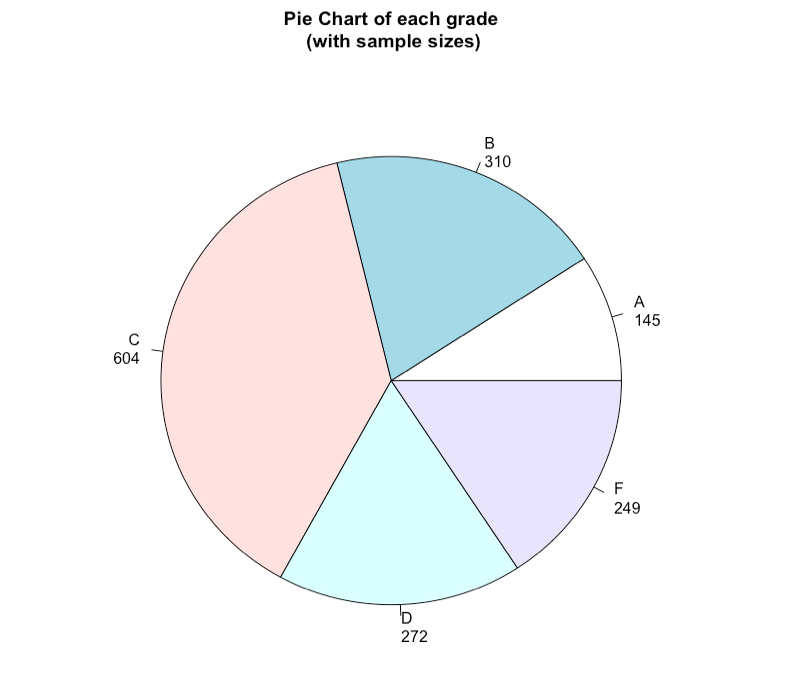 Pie Chart of each grade
(with sample sizes)
B
310
A
145
C
604
F
249
D
272